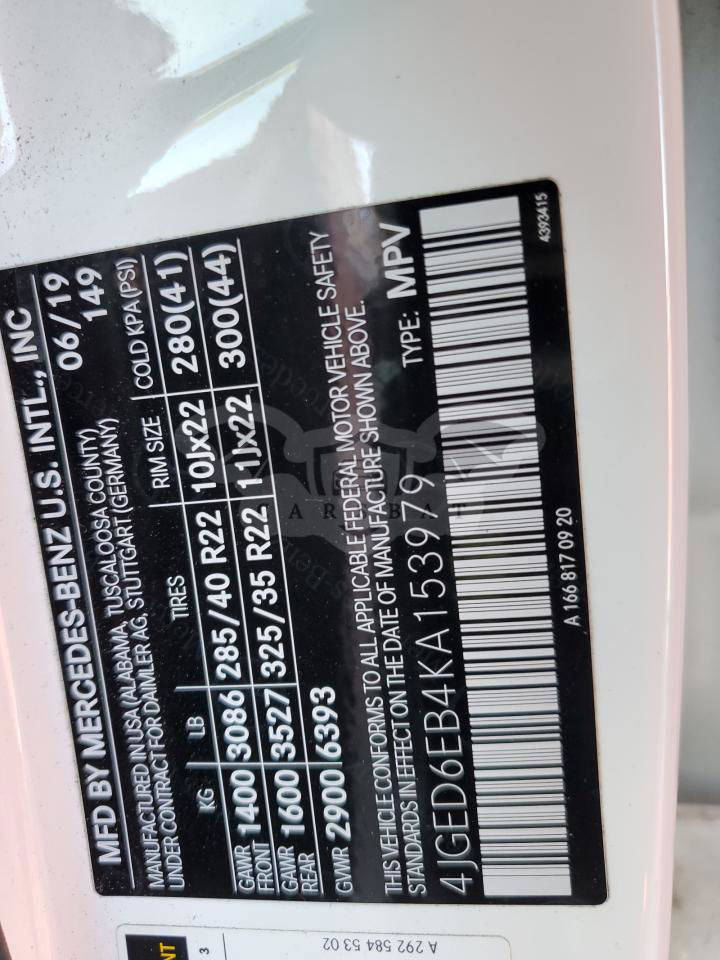 MFD BY MERCEDES-BENZ U.S. INTL., INC
MANUFACTURED IN USA (ALABAMA, TUSCALOOSA COUNTY) 06/19
UNDER CONTRACT FOR DAIMLER AG, STUTTGART (GERMANY) 149
KG LB TIRES RIM SIZE COLD KPA (PSI)
GAWR FRONT 1400 3086 285/40 R22 10Jx22 280(41)
GAWR REAR 1600 3527 325/35 R22 11Jx22 300(44)
GVWR 2900 6393
THIS VEHICLE CONFORMS TO ALL APPLICABLE FEDERAL MOTOR VEHICLE SAFETY
STANDARDS IN EFFECT ON THE DATE OF MANUFACTURE SHOWN ABOVE.
4JGED6EB4KA153979 TYPE: MPV
A 166 817 09 20
4393415
A 292 584 53 02
3